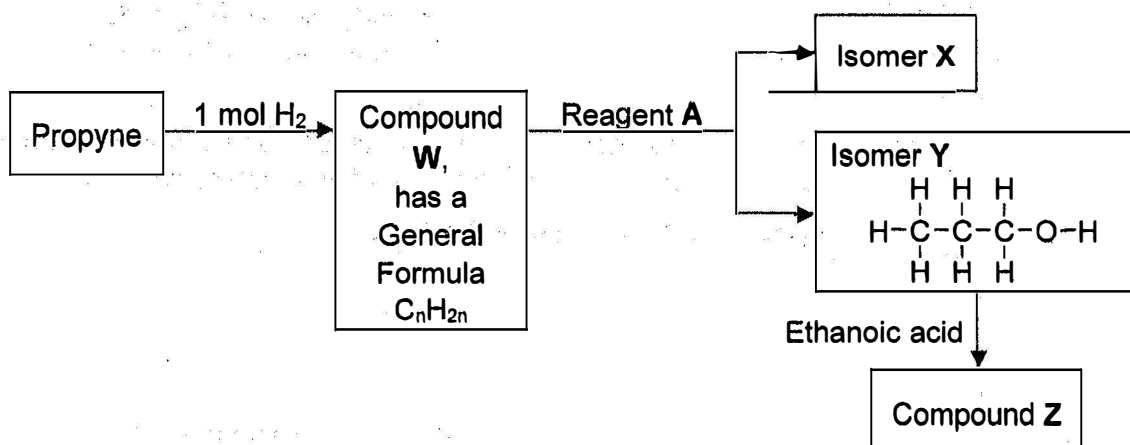 Propyne
1 mol H₂
Compound
W,
has a
General
Formula
CₙH₂ₙ
Reagent A
Isomer X
Isomer Y
H H H
H-C-C-C-O-H
H H H
Ethanoic acid
Compound Z